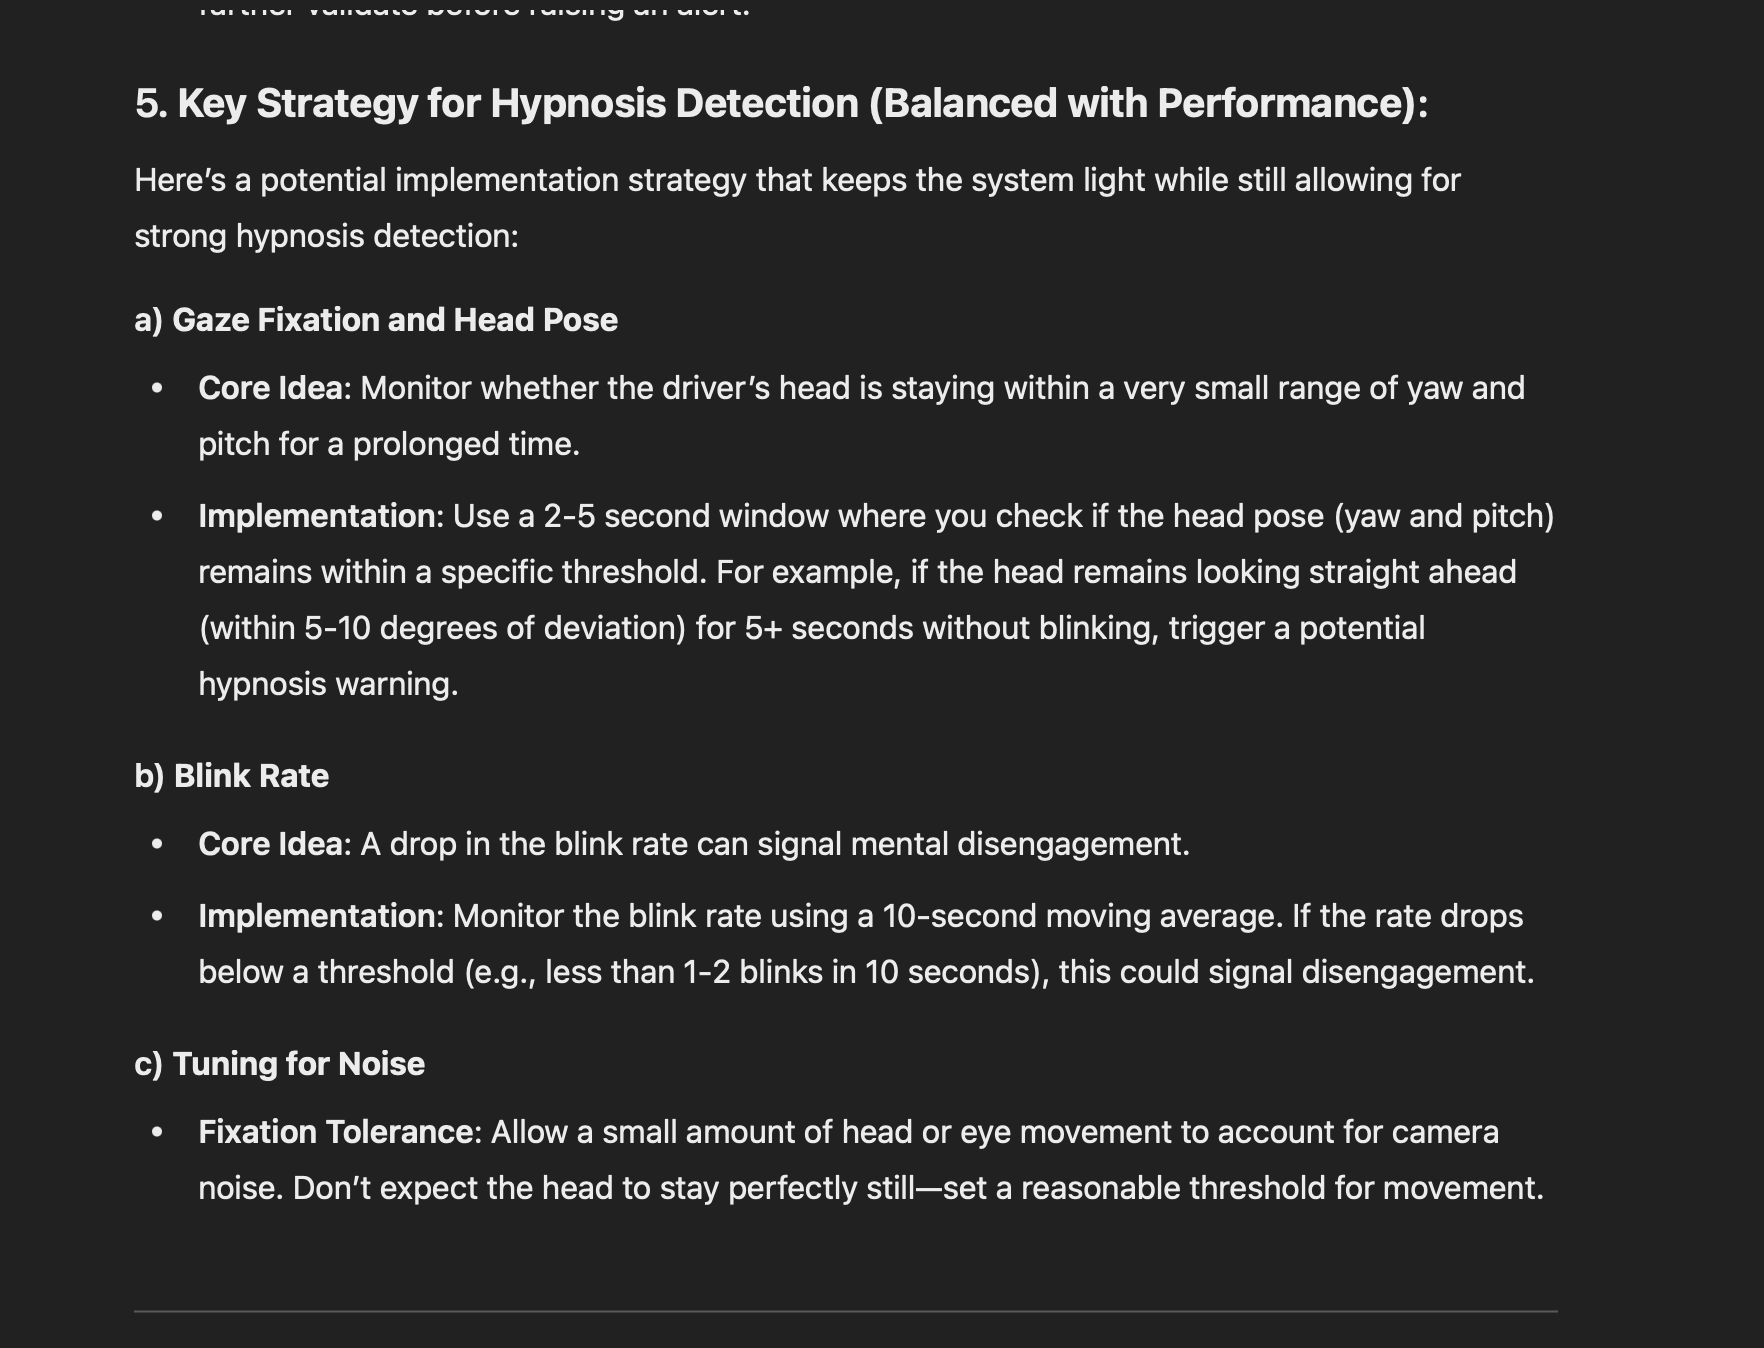 further validate before raising an alert.
5. Key Strategy for Hypnosis Detection (Balanced with Performance):
Here’s a potential implementation strategy that keeps the system light while still allowing for
strong hypnosis detection:
a) Gaze Fixation and Head Pose
• Core Idea: Monitor whether the driver’s head is staying within a very small range of yaw and
pitch for a prolonged time.
• Implementation: Use a 2-5 second window where you check if the head pose (yaw and pitch)
remains within a specific threshold. For example, if the head remains looking straight ahead
(within 5-10 degrees of deviation) for 5+ seconds without blinking, trigger a potential
hypnosis warning.
b) Blink Rate
• Core Idea: A drop in the blink rate can signal mental disengagement.
• Implementation: Monitor the blink rate using a 10-second moving average. If the rate drops
below a threshold (e.g., less than 1-2 blinks in 10 seconds), this could signal disengagement.
c) Tuning for Noise
• Fixation Tolerance: Allow a small amount of head or eye movement to account for camera
noise. Don’t expect the head to stay perfectly still—set a reasonable threshold for movement.